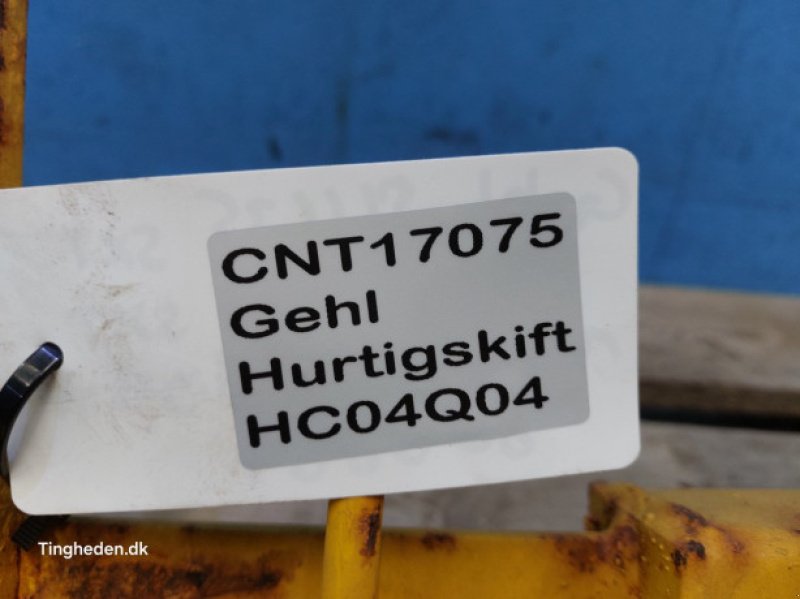 CNT17075
Gehl
Hurtigskift
HC04Q04
Tingheden.dk